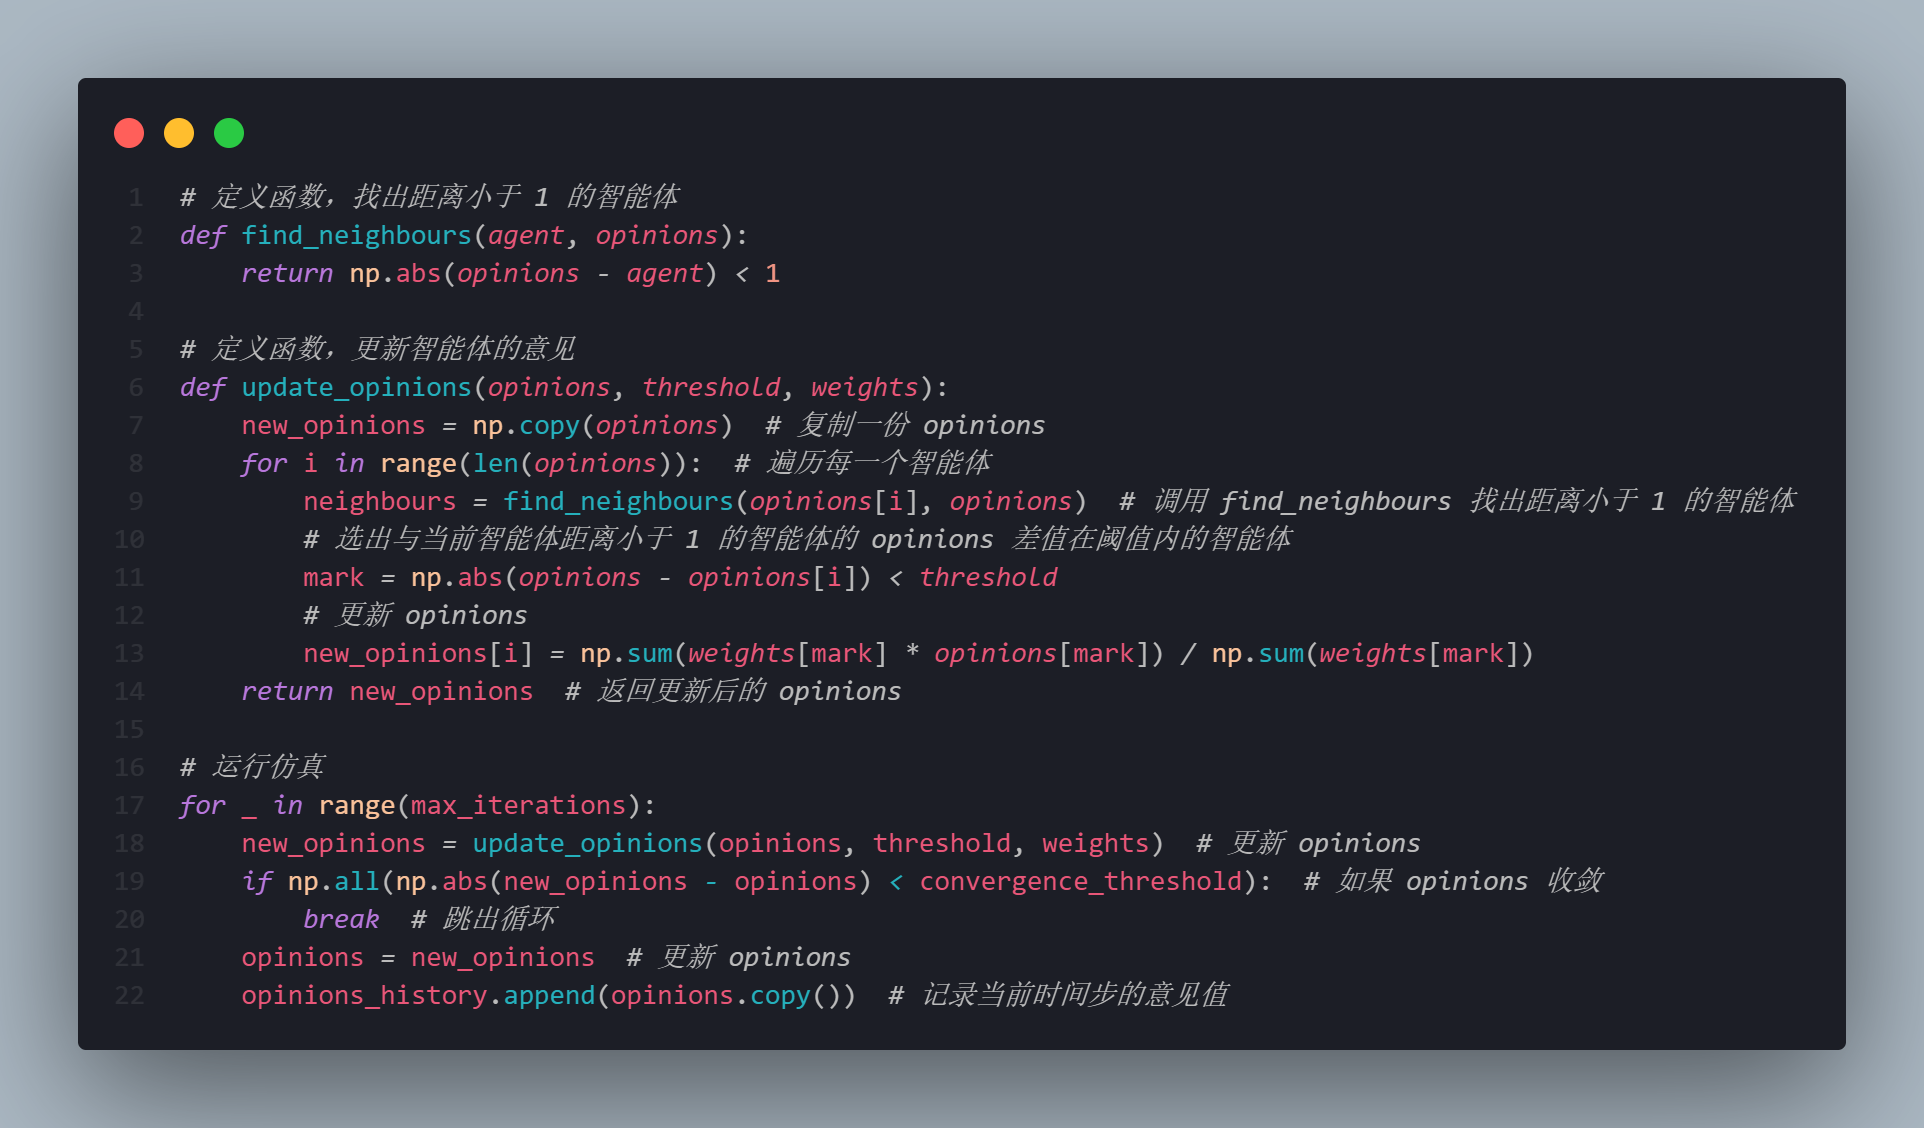 1 # 定义函数，找出距离小于 1 的智能体
2 def find_neighbours(agent, opinions):
3     return np.abs(opinions - agent) < 1
4
5 # 定义函数，更新智能体的意见
6 def update_opinions(opinions, threshold, weights):
7     new_opinions = np.copy(opinions)  # 复制一份 opinions
8     for i in range(len(opinions)):  # 遍历每一个智能体
9         neighbours = find_neighbours(opinions[i], opinions)  # 调用 find_neighbours 找出距离小于 1 的智能体
10         # 选出与当前智能体距离小于 1 的智能体的 opinions 差值在阈值内的智能体
11         mark = np.abs(opinions - opinions[i]) < threshold
12         # 更新 opinions
13         new_opinions[i] = np.sum(weights[mark] * opinions[mark]) / np.sum(weights[mark])
14     return new_opinions  # 返回更新后的 opinions
15
16 # 运行仿真
17 for _ in range(max_iterations):
18     new_opinions = update_opinions(opinions, threshold, weights)  # 更新 opinions
19     if np.all(np.abs(new_opinions - opinions) < convergence_threshold):  # 如果 opinions 收敛
20         break  # 跳出循环
21     opinions = new_opinions  # 更新 opinions
22     opinions_history.append(opinions.copy())  # 记录当前时间步的意见值